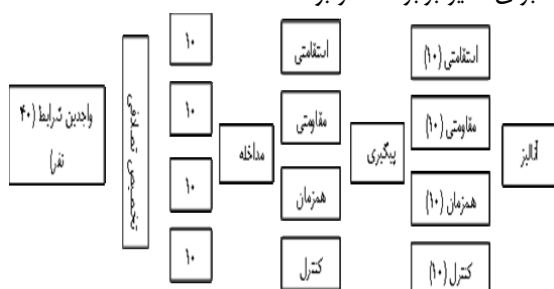 واجدین شرایط (۴۰
نفر)
تخصیص تصادفی
۱۰
۱۰
۱۰
۱۰
مداخله
استقامتی
مقاومتی
همزمان
کنترل
پیگیری
استقامتی (۱۰)
مقاومتی (۱۰)
همزمان (۱۰)
کنترل (۱۰)
آنالیز